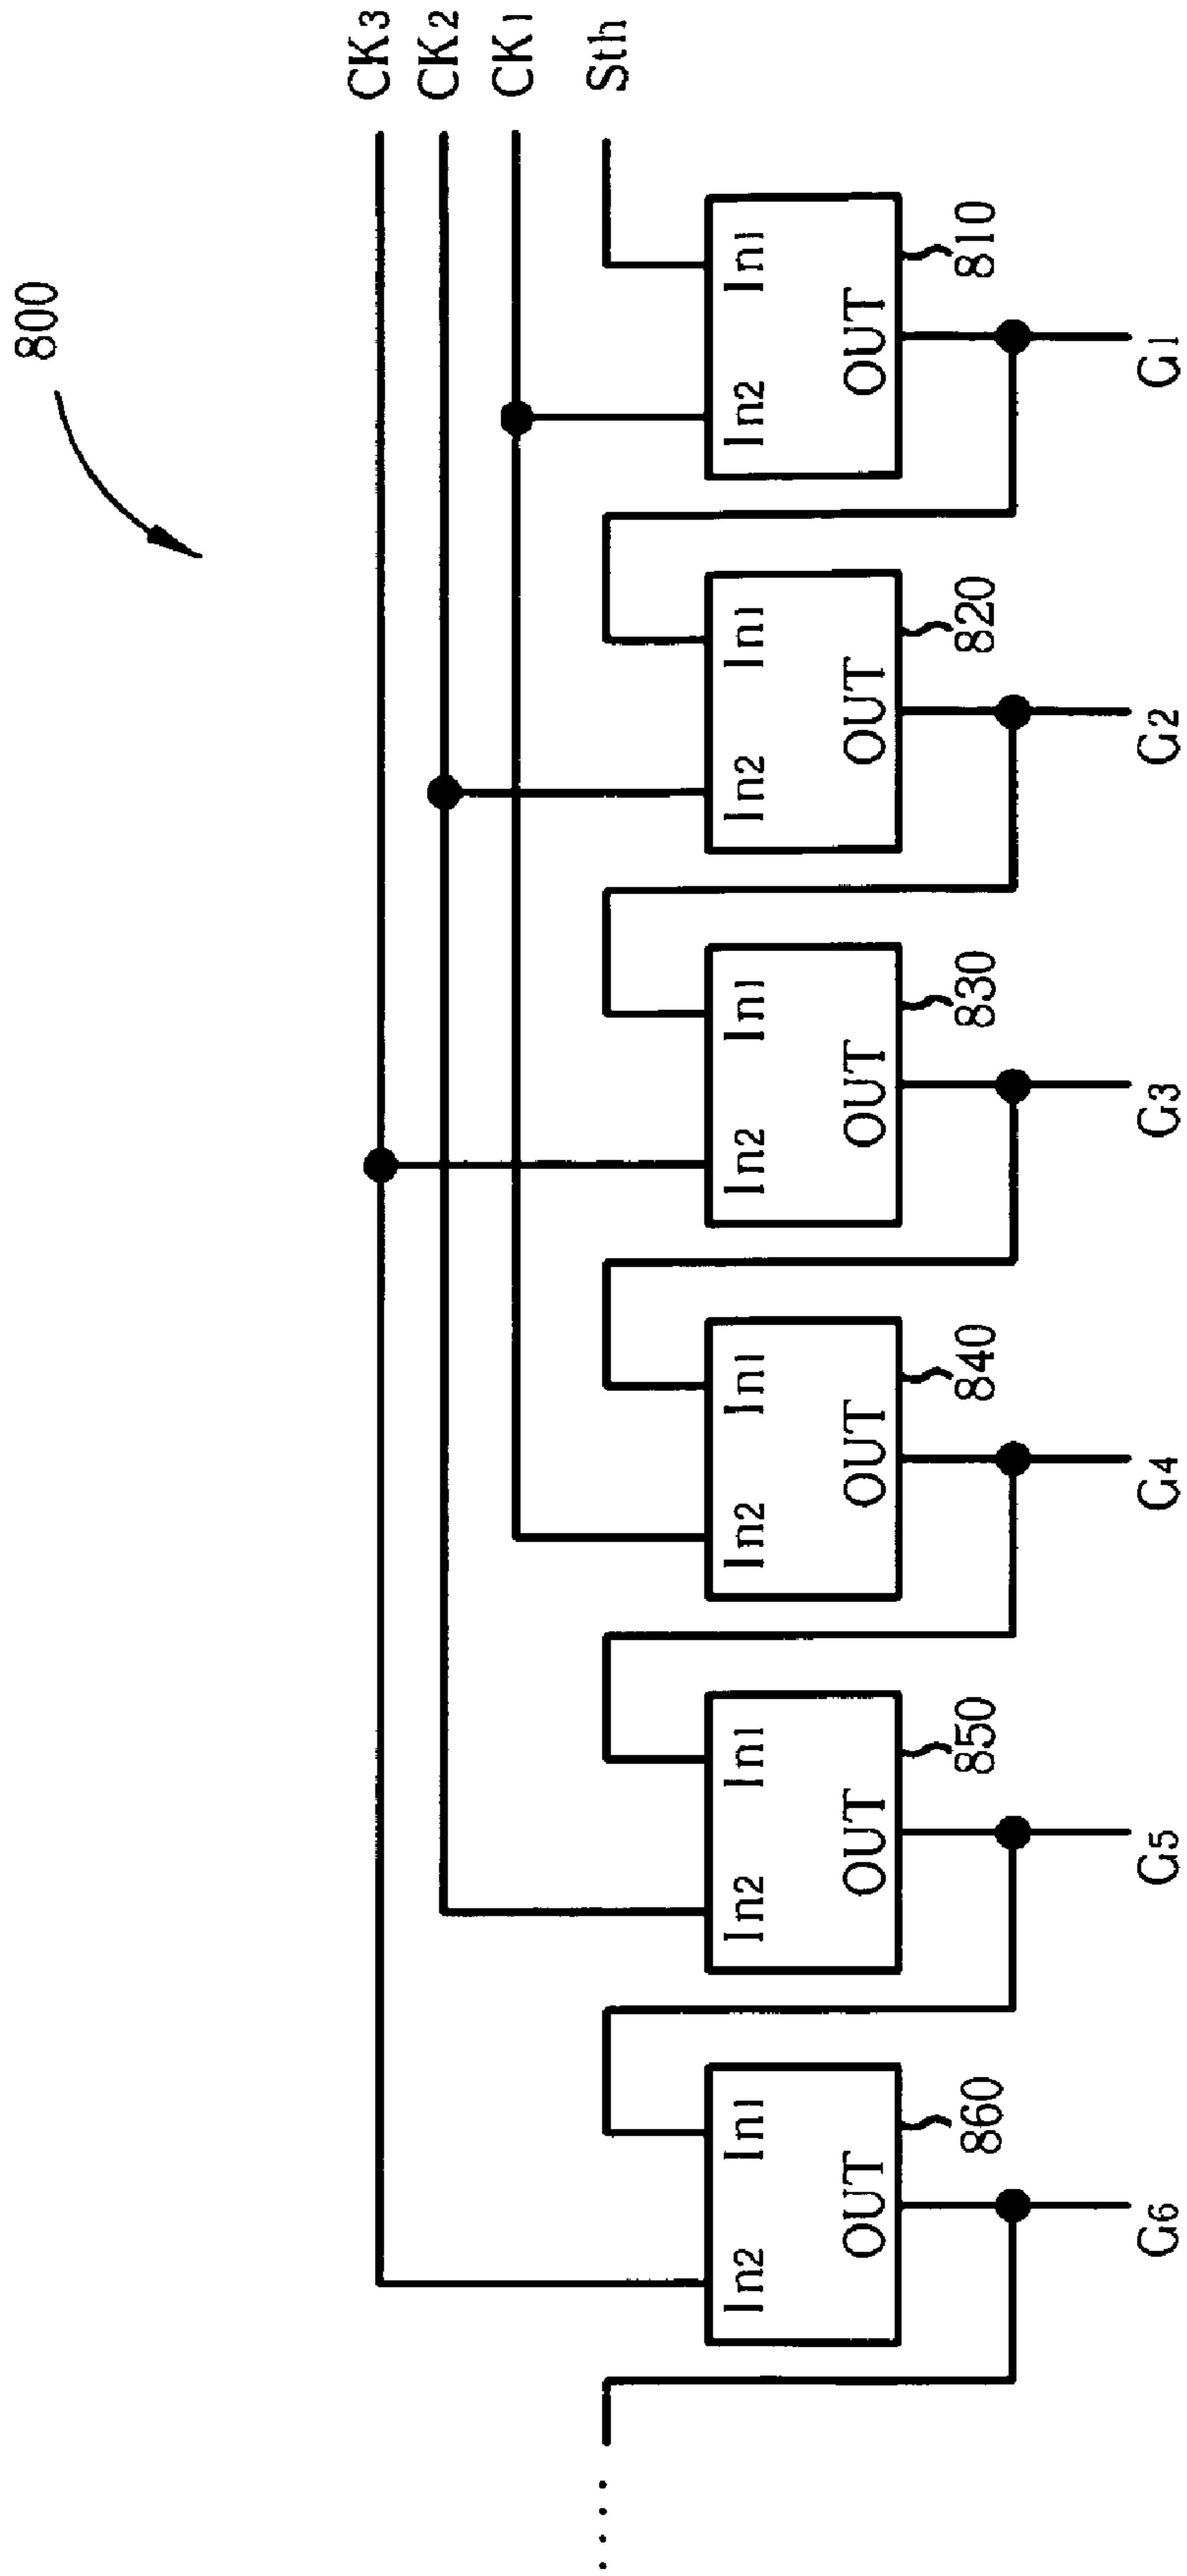 800
CK3
CK2
CK1
Sth
In1
In2
OUT
810
G1
In1
In2
OUT
820
G2
In1
In2
OUT
830
G3
In1
In2
OUT
840
G4
In1
In2
OUT
850
G5
In1
In2
OUT
860
G6